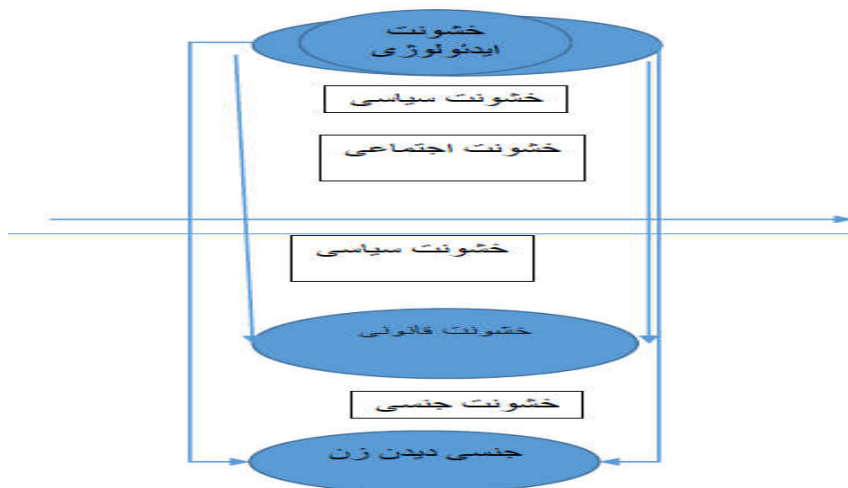 خشونت
ایدئولوژی
خشونت سیاسی
خشونت اجتماعی
خشونت سیاسی
خشونت قانونی
خشونت جنسی
جنسی دیدن زن